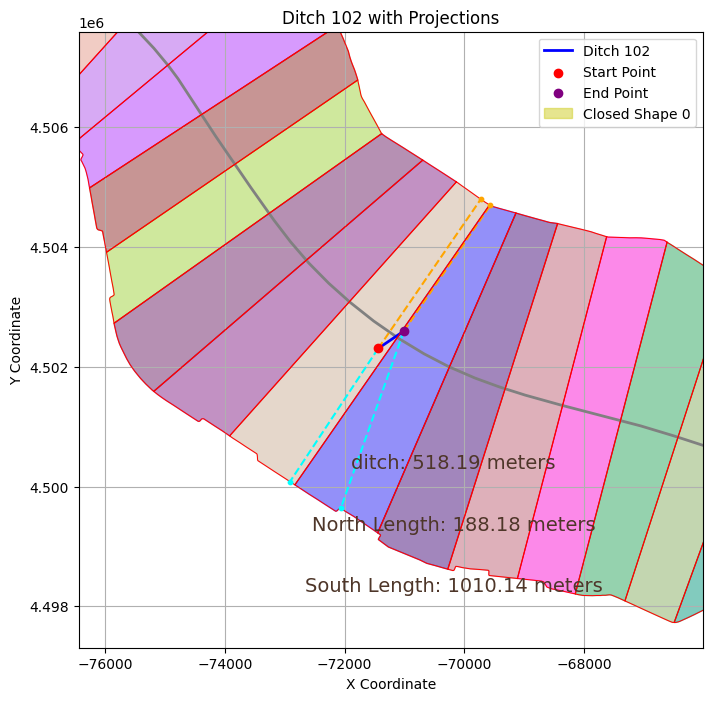 Ditch 102 with Projections
1e6
Ditch 102
Start Point
End Point
Closed Shape 0
4.506
4.504
4.502
4.500
4.498
Y Coordinate
ditch: 518.19 meters
North Length: 188.18 meters
South Length: 1010.14 meters
−76000 −74000 −72000 −70000 −68000
X Coordinate